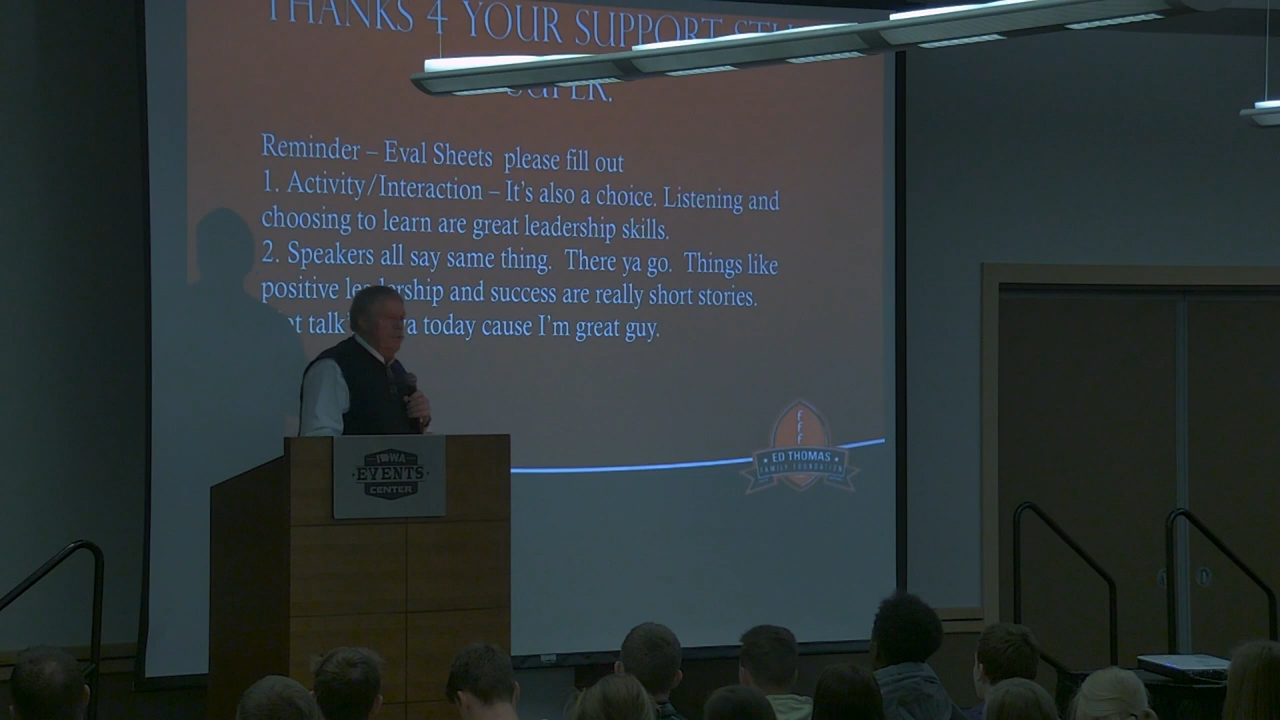 THANKS 4 YOUR SUPPORT
Reminder – Eval Sheets  please fill out
1. Activity/Interaction – It's also a choice. Listening and
choosing to learn are great leadership skills.
2. Speakers all say same thing.  There ya go.  Things like
positive leadership and success are really short stories.
talk today cause I'm great guy.
FFFF
ED THOMAS
FAMILY FOUNDATION
IOWA
EVENTS
CENTER